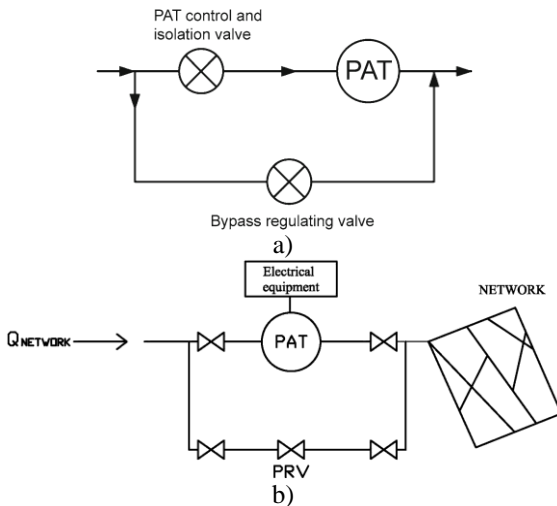 PAT control and
isolation valve
PAT
Bypass regulating valve
a)
Electrical
equipment
NETWORK
QNETWORK
PAT
PRV
b)